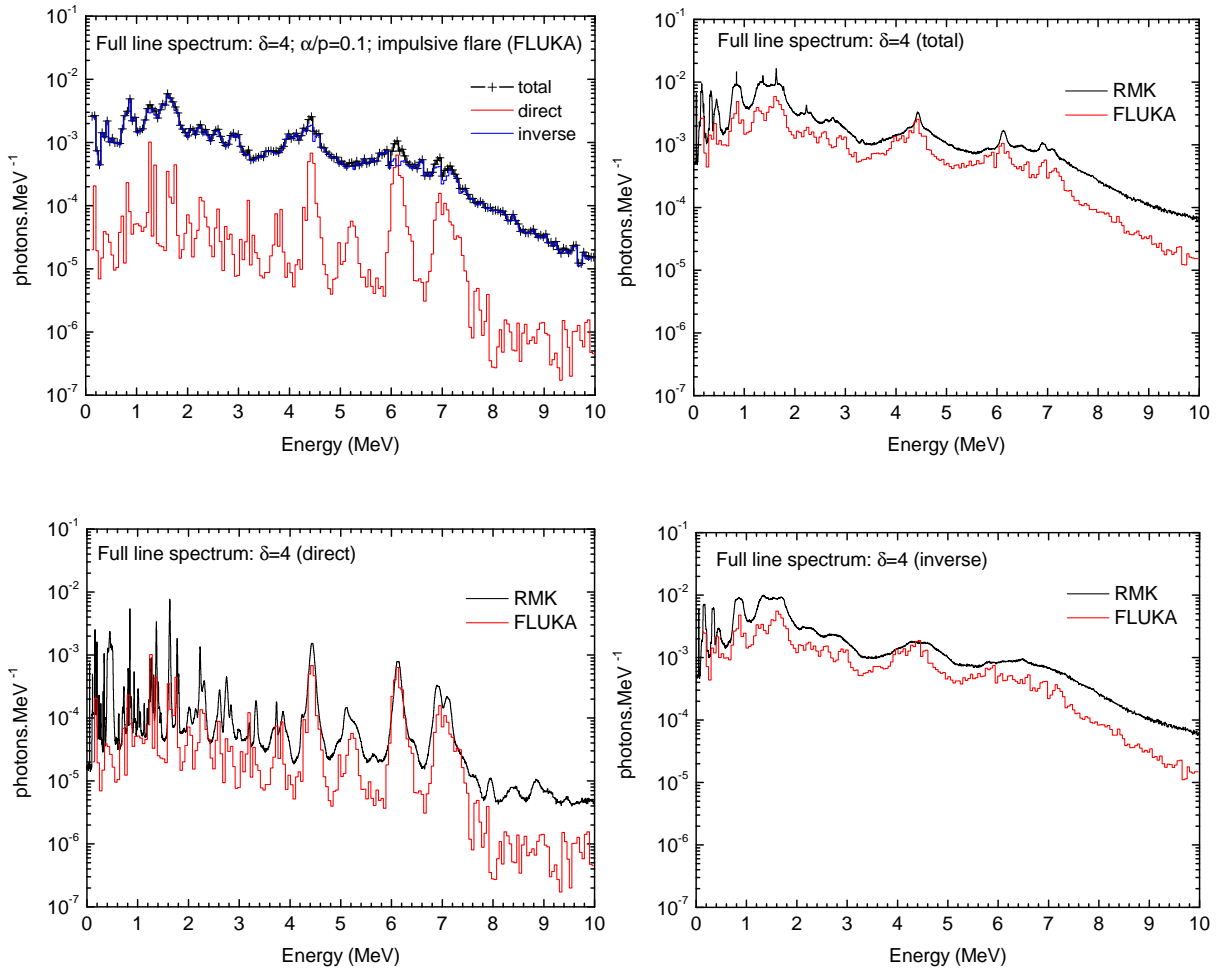 Full line spectrum: δ=4; α/p=0.1; impulsive flare (FLUKA)
total
direct
inverse
10⁻¹
10⁻²
10⁻³
10⁻⁴
10⁻⁵
10⁻⁶
10⁻⁷
photons.MeV⁻¹
0 1 2 3 4 5 6 7 8 9 10
Energy (MeV)
Full line spectrum: δ=4 (total)
RMK
FLUKA
10⁻¹
10⁻²
10⁻³
10⁻⁴
10⁻⁵
10⁻⁶
10⁻⁷
photons.MeV⁻¹
0 1 2 3 4 5 6 7 8 9 10
Energy (MeV)
Full line spectrum: δ=4 (direct)
RMK
FLUKA
10⁻¹
10⁻²
10⁻³
10⁻⁴
10⁻⁵
10⁻⁶
10⁻⁷
photons.MeV⁻¹
0 1 2 3 4 5 6 7 8 9 10
Energy (MeV)
Full line spectrum: δ=4 (inverse)
RMK
FLUKA
10⁻¹
10⁻²
10⁻³
10⁻⁴
10⁻⁵
10⁻⁶
10⁻⁷
photons.MeV⁻¹
0 1 2 3 4 5 6 7 8 9 10
Energy (MeV)